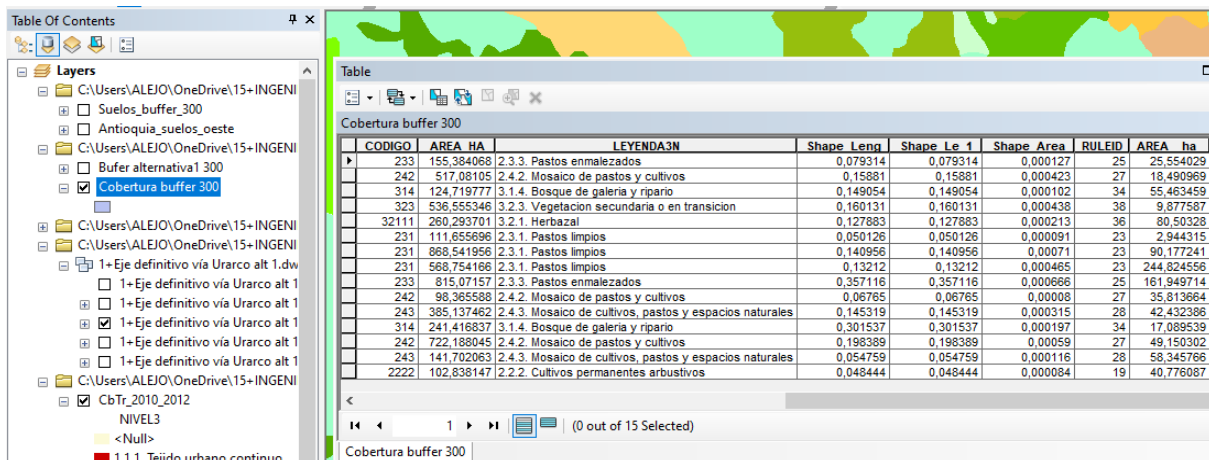 Table Of Contents
Layers
C:\Users\ALEJO\OneDrive\15+INGENI
Suelos_buffer_300
Antioquia_suelos_oeste
C:\Users\ALEJO\OneDrive\15+INGENI
Bufer alternativa1 300
Cobertura buffer 300
C:\Users\ALEJO\OneDrive\15+INGENI
C:\Users\ALEJO\OneDrive\15+INGENI
1+Eje definitivo vía Urarco alt 1.dw
1+Eje definitivo vía Urarco alt 1
1+Eje definitivo vía Urarco alt 1
1+Eje definitivo vía Urarco alt 1
1+Eje definitivo vía Urarco alt 1
1+Eje definitivo vía Urarco alt 1
C:\Users\ALEJO\OneDrive\15+INGENI
CbTr_2010_2012
NIVEL3
<Null>
1.1.1. Tejido urbano continuo
Table
Cobertura buffer 300
CODIGO AREA_HA LEYENDA3N Shape_Leng Shape_Le_1 Shape_Area RULEID AREA__ha
233 155,384068 2.3.3. Pastos enmalezados 0,079314 0,079314 0,000127 25 25,554029
242 517,08105 2.4.2. Mosaico de pastos y cultivos 0,15881 0,15881 0,000423 27 18,490969
314 124,719777 3.1.4. Bosque de galeria y ripario 0,149054 0,149054 0,000102 34 55,463459
323 536,555346 3.2.3. Vegetacion secundaria o en transicion 0,160131 0,160131 0,000438 38 9,877587
32111 260,293701 3.2.1. Herbazal 0,127883 0,127883 0,000213 36 80,50328
231 111,655696 2.3.1. Pastos limpios 0,050126 0,050126 0,000091 23 2,944315
231 868,541956 2.3.1. Pastos limpios 0,140956 0,140956 0,00071 23 90,177241
231 568,754166 2.3.1. Pastos limpios 0,13212 0,13212 0,000465 23 244,824556
233 815,07157 2.3.3. Pastos enmalezados 0,357116 0,357116 0,000666 25 161,949714
242 98,365588 2.4.2. Mosaico de pastos y cultivos 0,06765 0,06765 0,00008 27 35,813664
243 385,137462 2.4.3. Mosaico de cultivos, pastos y espacios naturales 0,145319 0,145319 0,000315 28 42,432386
314 241,416837 3.1.4. Bosque de galeria y ripario 0,301537 0,301537 0,000197 34 17,089539
242 722,188045 2.4.2. Mosaico de pastos y cultivos 0,198389 0,198389 0,00059 27 49,150302
243 141,702063 2.4.3. Mosaico de cultivos, pastos y espacios naturales 0,054759 0,054759 0,000116 28 58,345766
2222 102,838147 2.2.2. Cultivos permanentes arbustivos 0,048444 0,048444 0,000084 19 40,776087
1 (0 out of 15 Selected)
Cobertura buffer 300